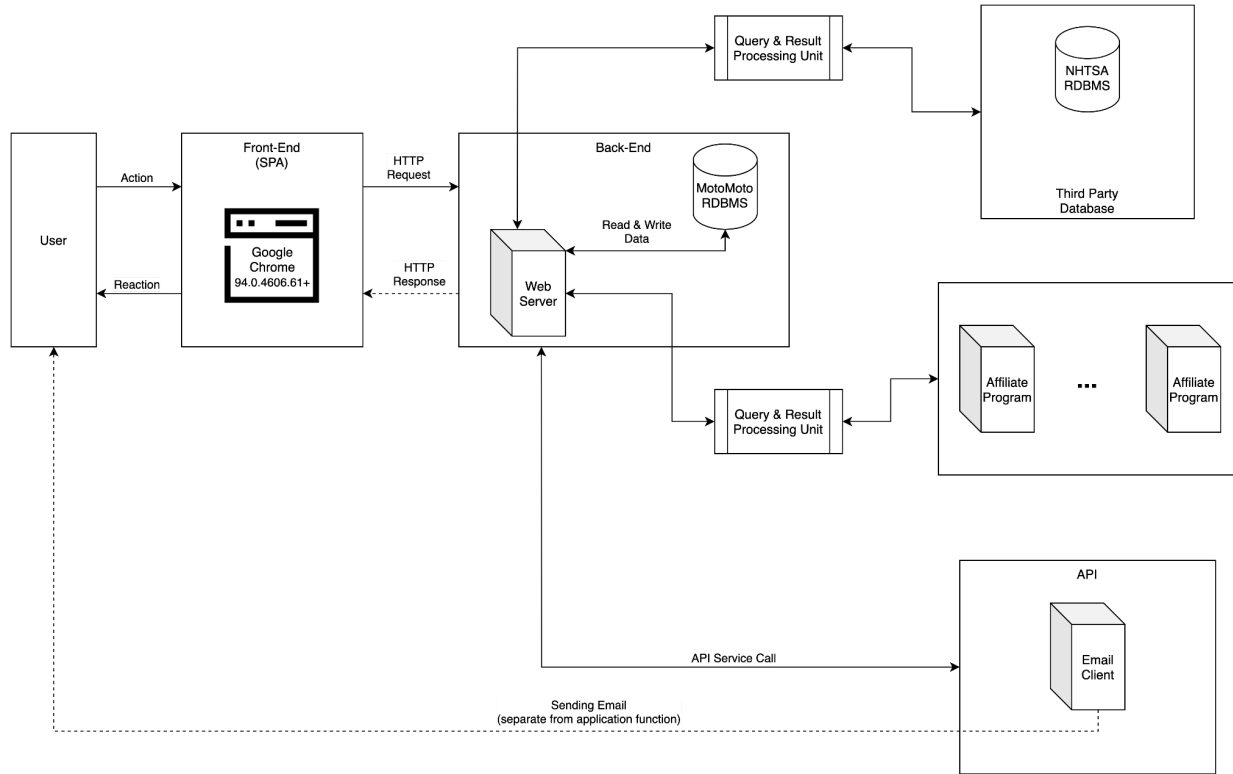 Query & Result
Processing Unit
NHTSA
RDBMS
Third Party
Database
User
Action
Reaction
Front-End
(SPA)
Google
Chrome
94.0.4606.61+
HTTP
Request
HTTP
Response
Back-End
MotoMoto
RDBMS
Read & Write
Data
Web
Server
Query & Result
Processing Unit
Affiliate
Program
...
Affiliate
Program
API
Email
Client
API Service Call
Sending Email
(separate from application function)